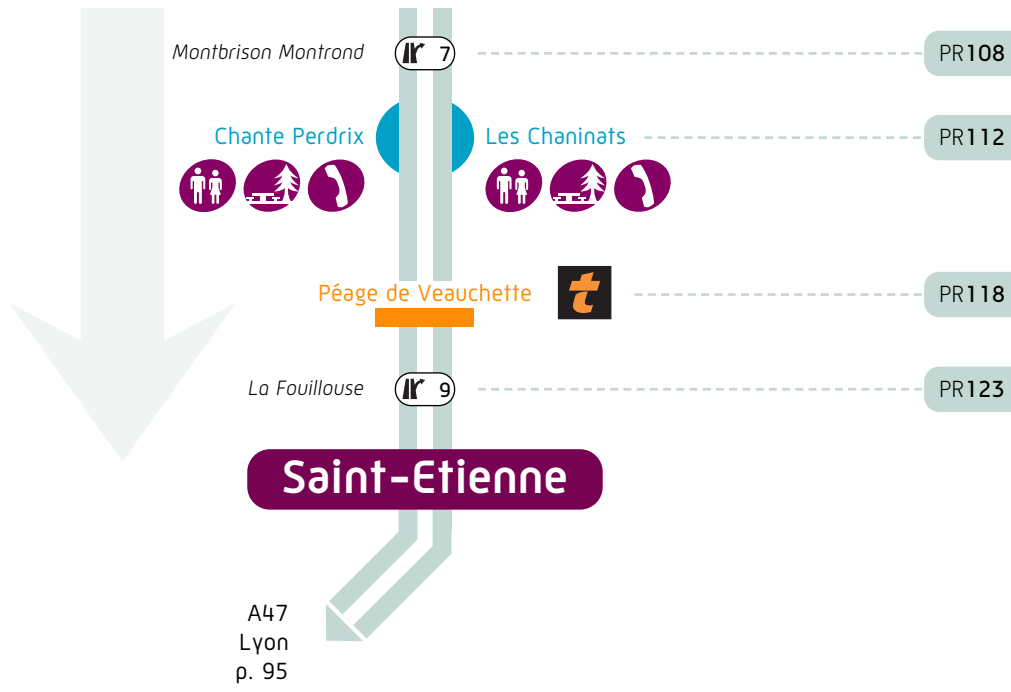 Montbrison Montrond 7 PR108
Chante Perdrix Les Chaninats PR112
Péage de Veauchette t PR118
La Fouillouse 9 PR123
Saint-Etienne
A47
Lyon
p. 95